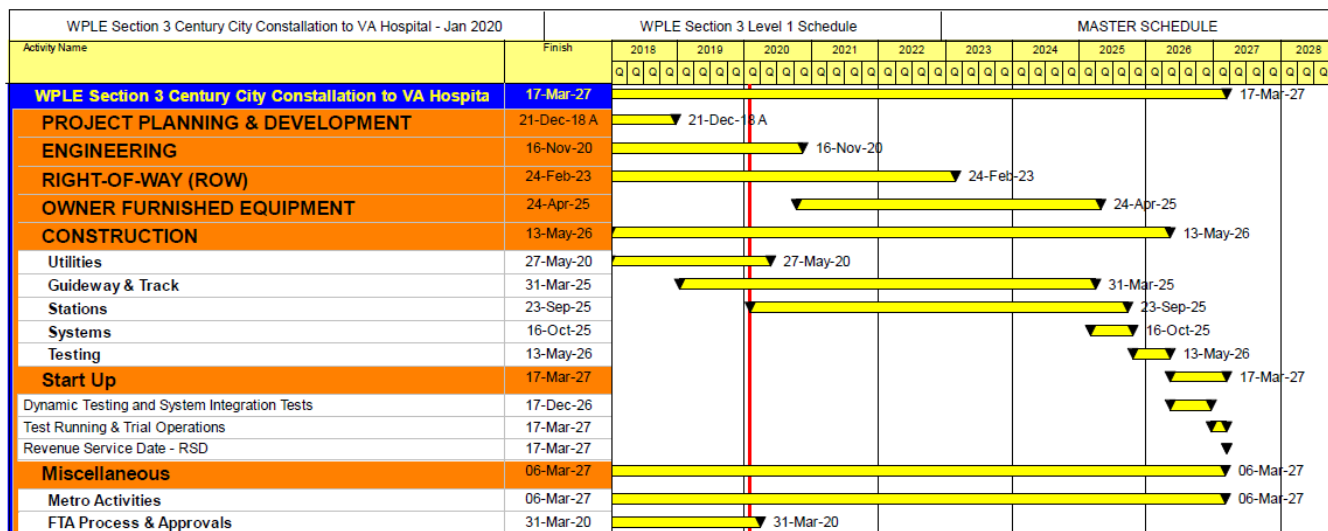 WPLE Section 3 Century City Constallation to VA Hospital - Jan 2020 WPLE Section 3 Level 1 Schedule MASTER SCHEDULE
Activity Name Finish 2018 2019 2020 2021 2022 2023 2024 2025 2026 2027 2028
Q Q Q Q Q Q Q Q Q Q Q Q Q Q Q Q Q Q Q Q Q Q Q Q Q Q Q Q Q Q Q Q Q Q Q Q Q Q Q Q Q Q Q
WPLE Section 3 Century City Constallation to VA Hospita 17-Mar-27 17-Mar-27
PROJECT PLANNING & DEVELOPMENT 21-Dec-18 A 21-Dec-18 A
ENGINEERING 16-Nov-20 16-Nov-20
RIGHT-OF-WAY (ROW) 24-Feb-23 24-Feb-23
OWNER FURNISHED EQUIPMENT 24-Apr-25 24-Apr-25
CONSTRUCTION 13-May-26 13-May-26
Utilities 27-May-20 27-May-20
Guideway & Track 31-Mar-25 31-Mar-25
Stations 23-Sep-25 23-Sep-25
Systems 16-Oct-25 16-Oct-25
Testing 13-May-26 13-May-26
Start Up 17-Mar-27 17-Mar-27
Dynamic Testing and System Integration Tests 17-Dec-26
Test Running & Trial Operations 17-Mar-27
Revenue Service Date - RSD 17-Mar-27
Miscellaneous 06-Mar-27 06-Mar-27
Metro Activities 06-Mar-27 06-Mar-27
FTA Process & Approvals 31-Mar-20 31-Mar-20